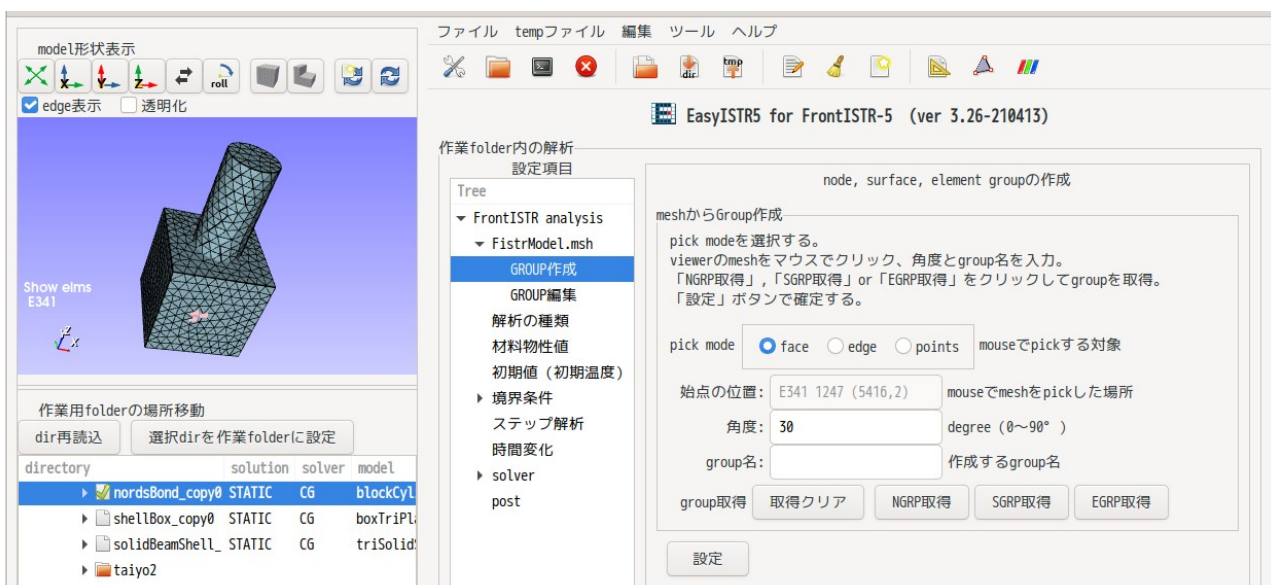 model形状表示
roll
edge表示 透明化
Show elms
E341
Z
X
作業用folderの場所移動
dir再読込 選択dirを作業folderに設定
directory solution solver model
nordsBond_copy0 STATIC CG blockCyl
shellBox_copy0 STATIC CG boxTriPl
solidBeamShell_ STATIC CG triSolid
taiyo2
ファイル tempファイル 編集 ツール ヘルプ
dir tmp
EasyISTR5 for FrontISTR-5 (ver 3.26-210413)
作業folder内の解析
設定項目
Tree
FrontISTR analysis
FistrModel.msh
GROUP作成
GROUP編集
解析の種類
材料物性値
初期値（初期温度）
境界条件
ステップ解析
時間変化
solver
post
node, surface, element groupの作成
meshからGroup作成
pick modeを選択する。
viewerのmeshをマウスでクリック、角度とgroup名を入力。
「NGRP取得」,「SGRP取得」or「EGRP取得」をクリックしてgroupを取得。
「設定」ボタンで確定する。
pick mode face edge points mouseでpickする対象
始点の位置: E341 1247 (5416,2) mouseでmeshをpickした場所
角度: 30 degree (0～90° )
group名: 作成するgroup名
group取得 取得クリア NGRP取得 SGRP取得 EGRP取得
設定